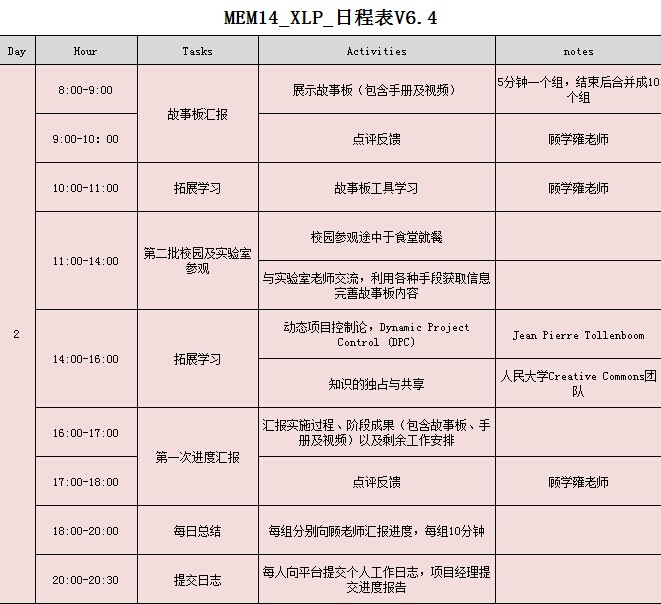 MEM14_XLP_日程表V6.4
Day Hour Tasks Activities notes
2
8:00-9:00
故事板汇报
展示故事板（包含手册及视频）
5分钟一个组，结束后合并成10
个组
9:00-10：00
点评反馈
顾学雍老师
10:00-11:00
拓展学习
故事板工具学习
顾学雍老师
11:00-14:00
第二批校园及实验室
参观
校园参观途中于食堂就餐
与实验室老师交流，利用各种手段获取信息
完善故事板内容
14:00-16:00
拓展学习
动态项目控制论，Dynamic Project
Control (DPC)
Jean Pierre Tollenboom
知识的独占与共享
人民大学Creative Commons团
队
16:00-17:00
第一次进度汇报
汇报实施过程、阶段成果（包含故事板、手
册及视频）以及剩余工作安排
17:00-18:00
点评反馈
顾学雍老师
18:00-20:00
每日总结
每组分别向顾老师汇报进度，每组10分钟
20:00-20:30
提交日志
每人向平台提交个人工作日志，项目经理提
交进度报告